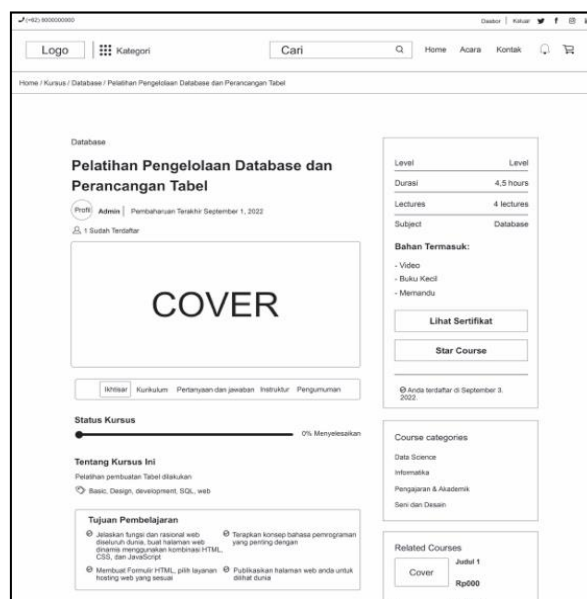 (+62) 8000000000
Dasbor | Keluar
Logo
Kategori
Cari
Home Acara Kontak
Home / Kursus / Database / Pelatihan Pengelolaan Database dan Perancangan Tabel
Database
Pelatihan Pengelolaan Database dan
Perancangan Tabel
Profil
Admin | Pembaharuan Terakhir September 1, 2022
1 Sudah Terdaftar
COVER
Ikhtisar Kurikulum Pertanyaan dan jawaban Instruktur Pengumuman
Status Kursus
0% Menyelesaikan
Tentang Kursus Ini
Pelatihan pembuatan Tabel dilakukan:
Basic, Design, development, SQL, web
Tujuan Pembelajaran
Jelaskan fungsi dan rasional web
diseluruh dunia, buat halaman web
dinamis menggunakan kombinasi HTML,
CSS, dan JavaScript
Terapkan konsep bahasa pemrograman
yang penting dengan
Membuat Formulir HTML, pilih layanan
hosting web yang sesuai
Publikasikan halaman web anda untuk
dilihat dunia
Level Level
Durasi 4,5 hours
Lectures 4 lectures
Subject Database
Bahan Termasuk:
- Video
- Buku Kecil
- Memandu
Lihat Sertifikat
Star Course
Anda terdaftar di September 3.
2022.
Course categories
Data Science
Informatika
Pengajaran & Akademik
Seni dan Desain
Related Courses
Cover
Judul 1
Rp000